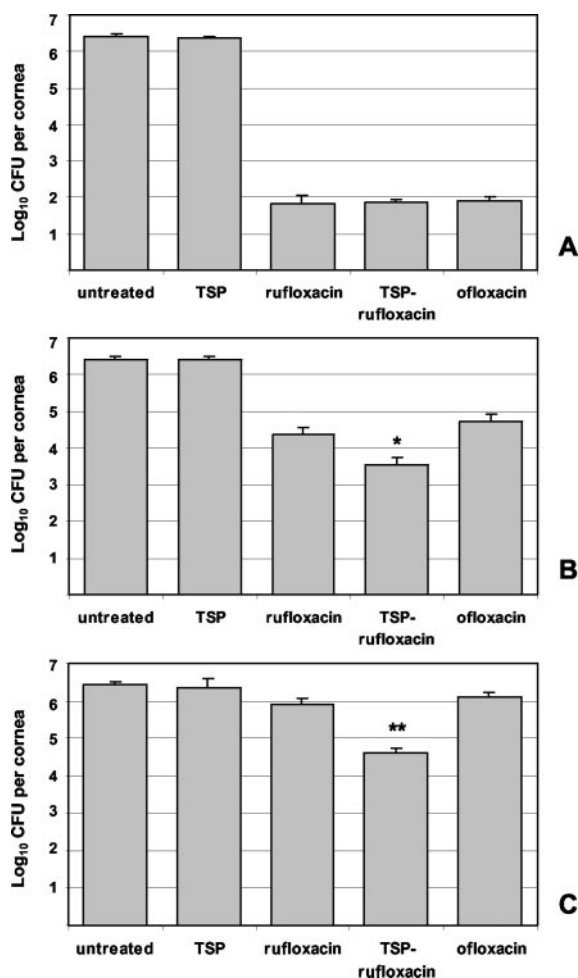 7
6
5
4
3
2
1
Log10 CFU per cornea
untreated TSP rufloxacin TSP-rufloxacin ofloxacin
A
7
6
5
4
3
2
1
Log10 CFU per cornea
*
untreated TSP rufloxacin TSP-rufloxacin ofloxacin
B
7
6
5
4
3
2
1
Log10 CFU per cornea
**
untreated TSP rufloxacin TSP-rufloxacin ofloxacin
C